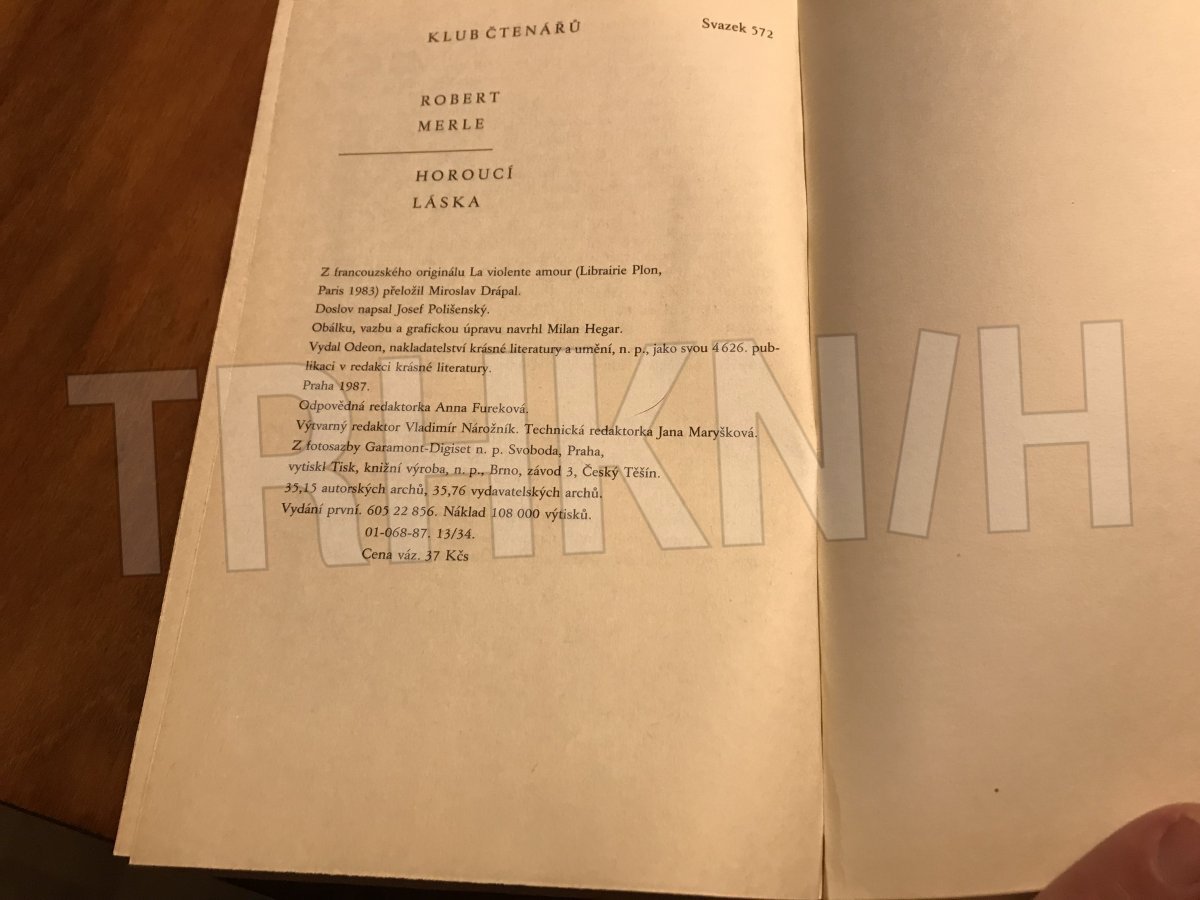 KLUB ČTENÁŘŮ
Svazek 572
ROBERT
MERLE
HOROUCÍ
LÁSKA
Z francouzského originálu La violente amour (Librairie Plon,
Paris 1983) přeložil Miroslav Drápal.
Doslov napsal Josef Polišenský.
Obálku, vazbu a grafickou úpravu navrhl Milan Hegar.
Vydal Odeon, nakladatelství krásné literatury a umění, n. p., jako svou 4626. pub-
likaci v redakci krásné literatury.
Praha 1987.
Odpovědná redaktorka Anna Fureková.
Výtvarný redaktor Vladimír Nárožník. Technická redaktorka Jana Maryšková.
Z fotosazby Garamont-Digiset n. p. Svoboda, Praha,
vytiskl Tisk, knižní výroba, n. p., Brno, závod 3, Český Těšín.
35,15 autorských archů, 35,76 vydavatelských archů.
Vydání první. 605 22 856. Náklad 108 000 výtisků.
01-068-87. 13/34.
Cena váz. 37 Kčs
TRHKNIH